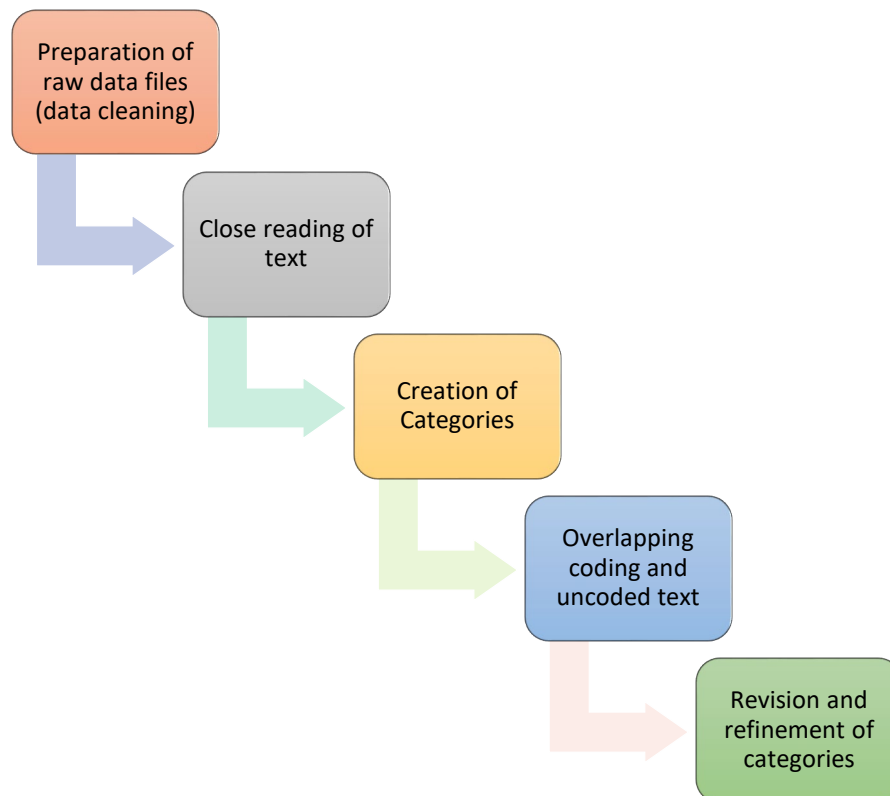 Preparation of
raw data files
(data cleaning)
Close reading of
text
Creation of
Categories
Overlapping
coding and
uncoded text
Revision and
refinement of
categories